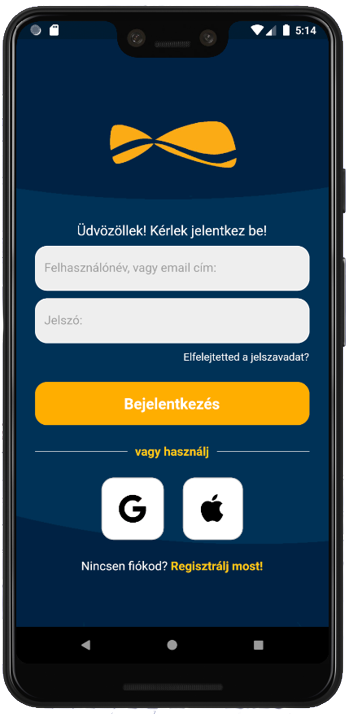 5:14
Üdvözöllek! Kérlek jelentkez be!
Felhasználónév, vagy email cím:
Jelszó:
Elfelejtetted a jelszavadat?
Bejelentkezés
vagy használj
G
Nincsen fiókod? Regisztrálj most!